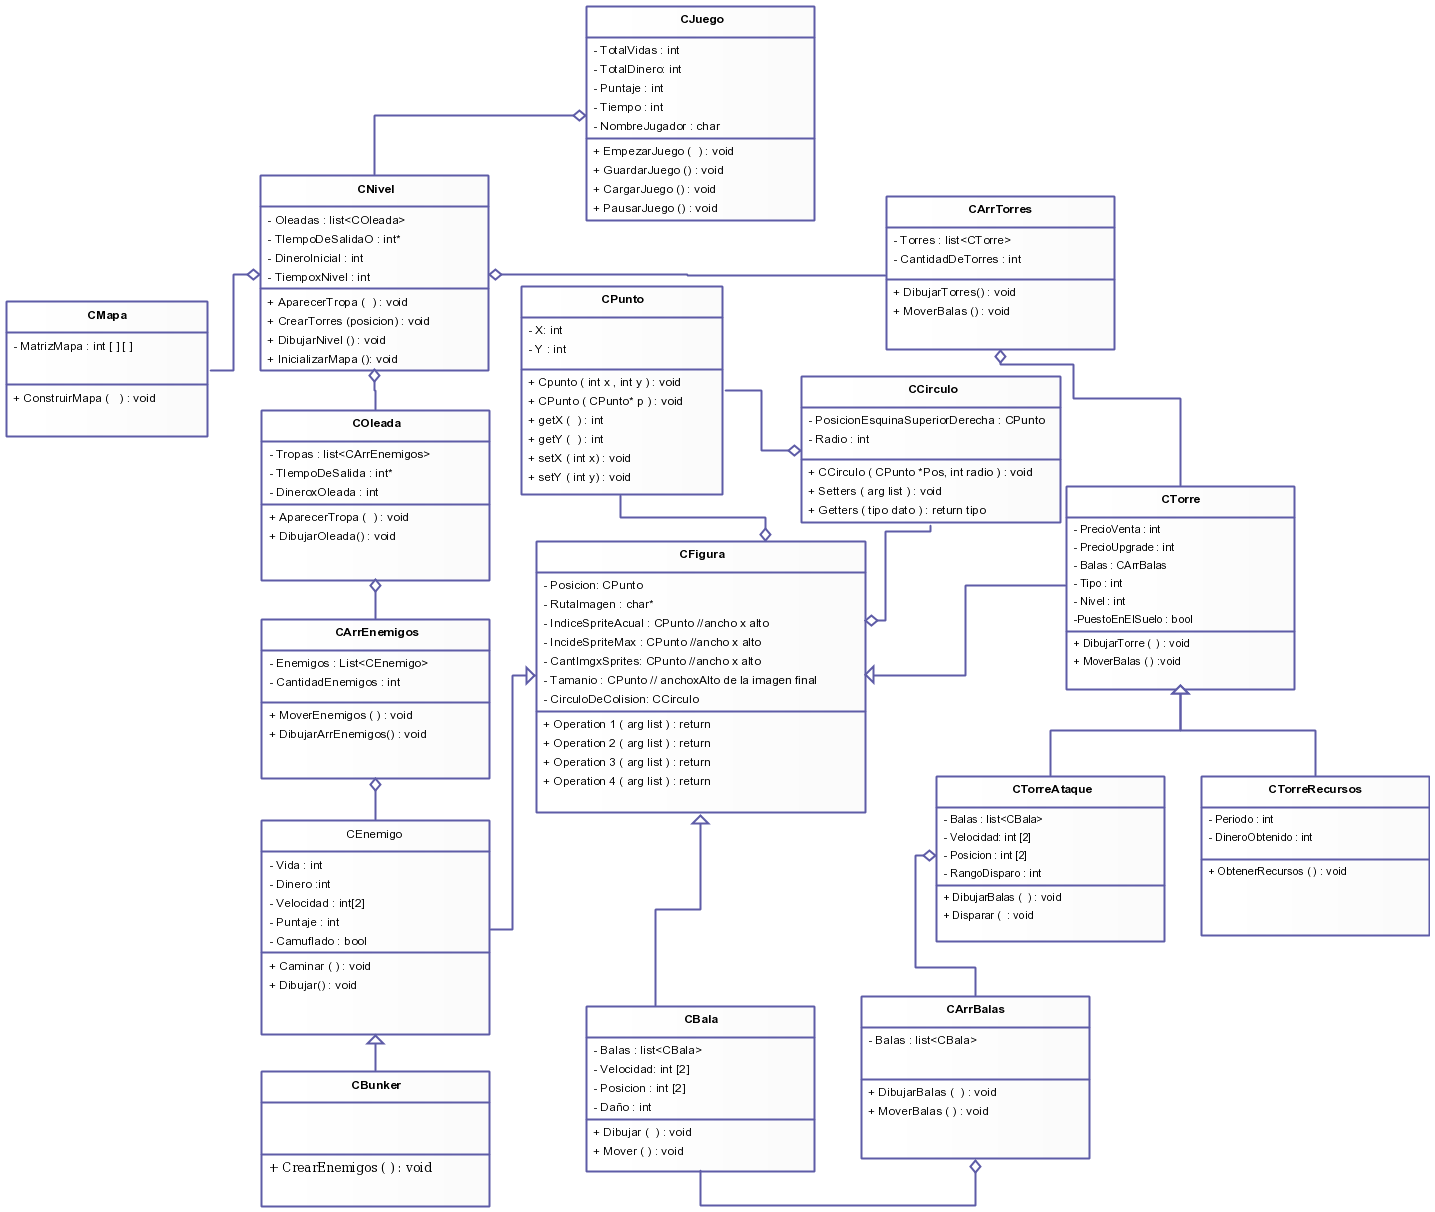 CJuego
- TotalVidas : int
- TotalDinero: int
- Puntaje : int
- Tiempo : int
- NombreJugador : char
+ EmpezarJuego (  ) : void
+ GuardarJuego () : void
+ CargarJuego () : void
+ PausarJuego () : void
CNivel
- Oleadas : list<COleada>
- TIempoDeSalidaO : int*
- DineroInicial : int
- TiempoxNivel : int
+ AparecerTropa (  ) : void
+ CrearTorres (posicion) : void
+ DibujarNivel () : void
+ InicializarMapa (): void
CArrTorres
- Torres : list<CTorre>
- CantidadDeTorres : int
+ DibujarTorres() : void
+ MoverBalas () : void
CMapa
- MatrizMapa : int [ ] [ ]
+ ConstruirMapa (   ) : void
CPunto
- X: int
- Y : int
+ Cpunto ( int x , int y ) : void
+ CPunto ( CPunto* p ) : void
+ getX (  ) : int
+ getY (  ) : int
+ setX ( int x) : void
+ setY ( int y) : void
CCirculo
- PosicionEsquinaSuperiorDerecha : CPunto
- Radio : int
+ CCirculo ( CPunto *Pos, int radio ) : void
+ Setters ( arg list ) : void
+ Getters ( tipo dato ) : return tipo
COleada
- Tropas : list<CArrEnemigos>
- TIempoDeSalida : int*
- DineroxOleada : int
+ AparecerTropa (  ) : void
+ DibujarOleada() : void
CTorre
- PrecioVenta : int
- PrecioUpgrade : int
- Balas : CArrBalas
- Tipo : int
- Nivel : int
-PuestoEnElSuelo : bool
+ DibujarTorre ( ) : void
+ MoverBalas () :void
CFigura
- Posicion: CPunto
- RutaImagen : char*
- IndiceSpriteAcual : CPunto //ancho x alto
- IncideSpriteMax : CPunto //ancho x alto
- CantImgxSprites: CPunto //ancho x alto
- Tamanio : CPunto // anchoxAlto de la imagen final
- CirculoDeColision: CCirculo
+ Operation 1 ( arg list ) : return
+ Operation 2 ( arg list ) : return
+ Operation 3 ( arg list ) : return
+ Operation 4 ( arg list ) : return
CArrEnemigos
- Enemigos : List<CEnemigo>
- CantidadEnemigos : int
+ MoverEnemigos ( ) : void
+ DibujarArrEnemigos() : void
CTorreAtaque
- Balas : list<CBala>
- Velocidad: int [2]
- Posicion : int [2]
- RangoDisparo : int
+ DibujarBalas (  ) : void
+ Disparar (  : void
CTorreRecursos
- Periodo : int
- DineroObtenido : int
+ ObtenerRecursos ( ) : void
CEnemigo
- Vida : int
- Dinero :int
- Velocidad : int[2]
- Puntaje : int
- Camuflado : bool
+ Caminar ( ) : void
+ Dibujar() : void
CBala
- Balas : list<CBala>
- Velocidad: int [2]
- Posicion : int [2]
- Daño : int
+ Dibujar (  ) : void
+ Mover ( ) : void
CArrBalas
- Balas : list<CBala>
+ DibujarBalas (  ) : void
+ MoverBalas ( ) : void
CBunker
+ CrearEnemigos ( ) : void